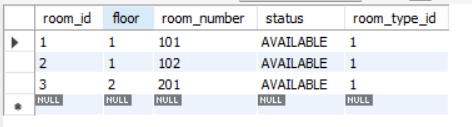 room_id floor room_number status room_type_id
1 1 101 AVAILABLE 1
2 1 102 AVAILABLE 1
3 2 201 AVAILABLE 1
NULL NULL NULL NULL NULL